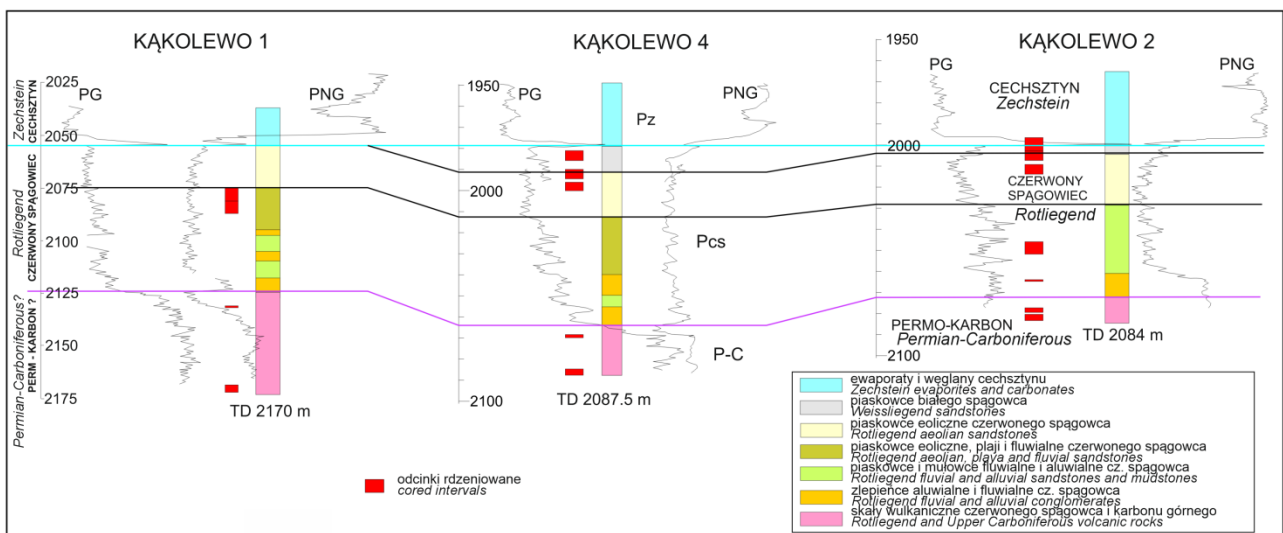 KĄKOLEWO 1
KĄKOLEWO 4
KĄKOLEWO 2
Zechstein
CECHSZTYN
Rotliegend
CZERWONY SPĄGOWIEC
Permian-Carboniferous?
PERM - KARBON ?
2025
2050
2075
2100
2125
2150
2175
PG
PNG
TD 2170 m
odcinki rdzeniowane
cored intervals
1950
2000
2100
PG
PNG
Pz
Pcs
P-C
TD 2087.5 m
1950
2000
2100
PG
PNG
CECHSZTYN
Zechstein
CZERWONY
SPĄGOWIEC
Rotliegend
PERMO-KARBON
Permian-Carboniferous
TD 2084 m
ewaporaty i węglany cechsztynu
Zechstein evaporites and carbonates
piaskowce białego spągowca
Weissliegend sandstones
piaskowce eoliczne czerwonego spągowca
Rotliegend aeolian sandstones
piaskowce eoliczne, plaji i fluwialne czerwonego spągowca
Rotliegend aeolian, playa and fluvial sandstones
piaskowce i mułowce fluwialne i aluwialne cz. spągowca
Rotliegend fluvial and alluvial sandstones and mudstones
zlepieńce aluwialne i fluwialne cz. spągowca
Rotliegend fluvial and alluvial conglomerates
skały wulkaniczne czerwonego spągowca i karbonu górnego
Rotliegend and Upper Carboniferous volcanic rocks